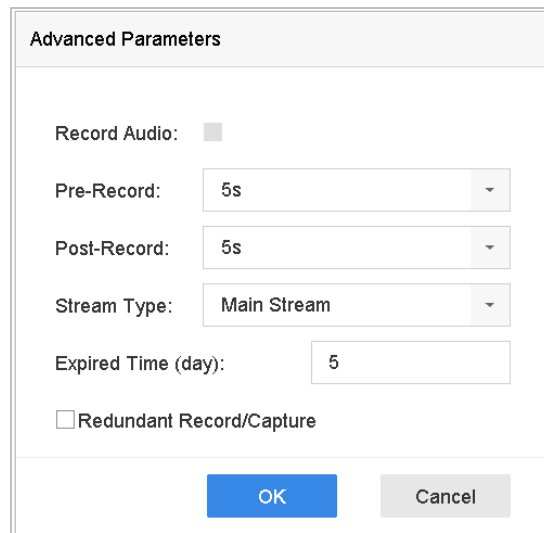 Advanced Parameters
Record Audio:
Pre-Record: 5s
Post-Record: 5s
Stream Type: Main Stream
Expired Time (day): 5
Redundant Record/Capture
OK Cancel